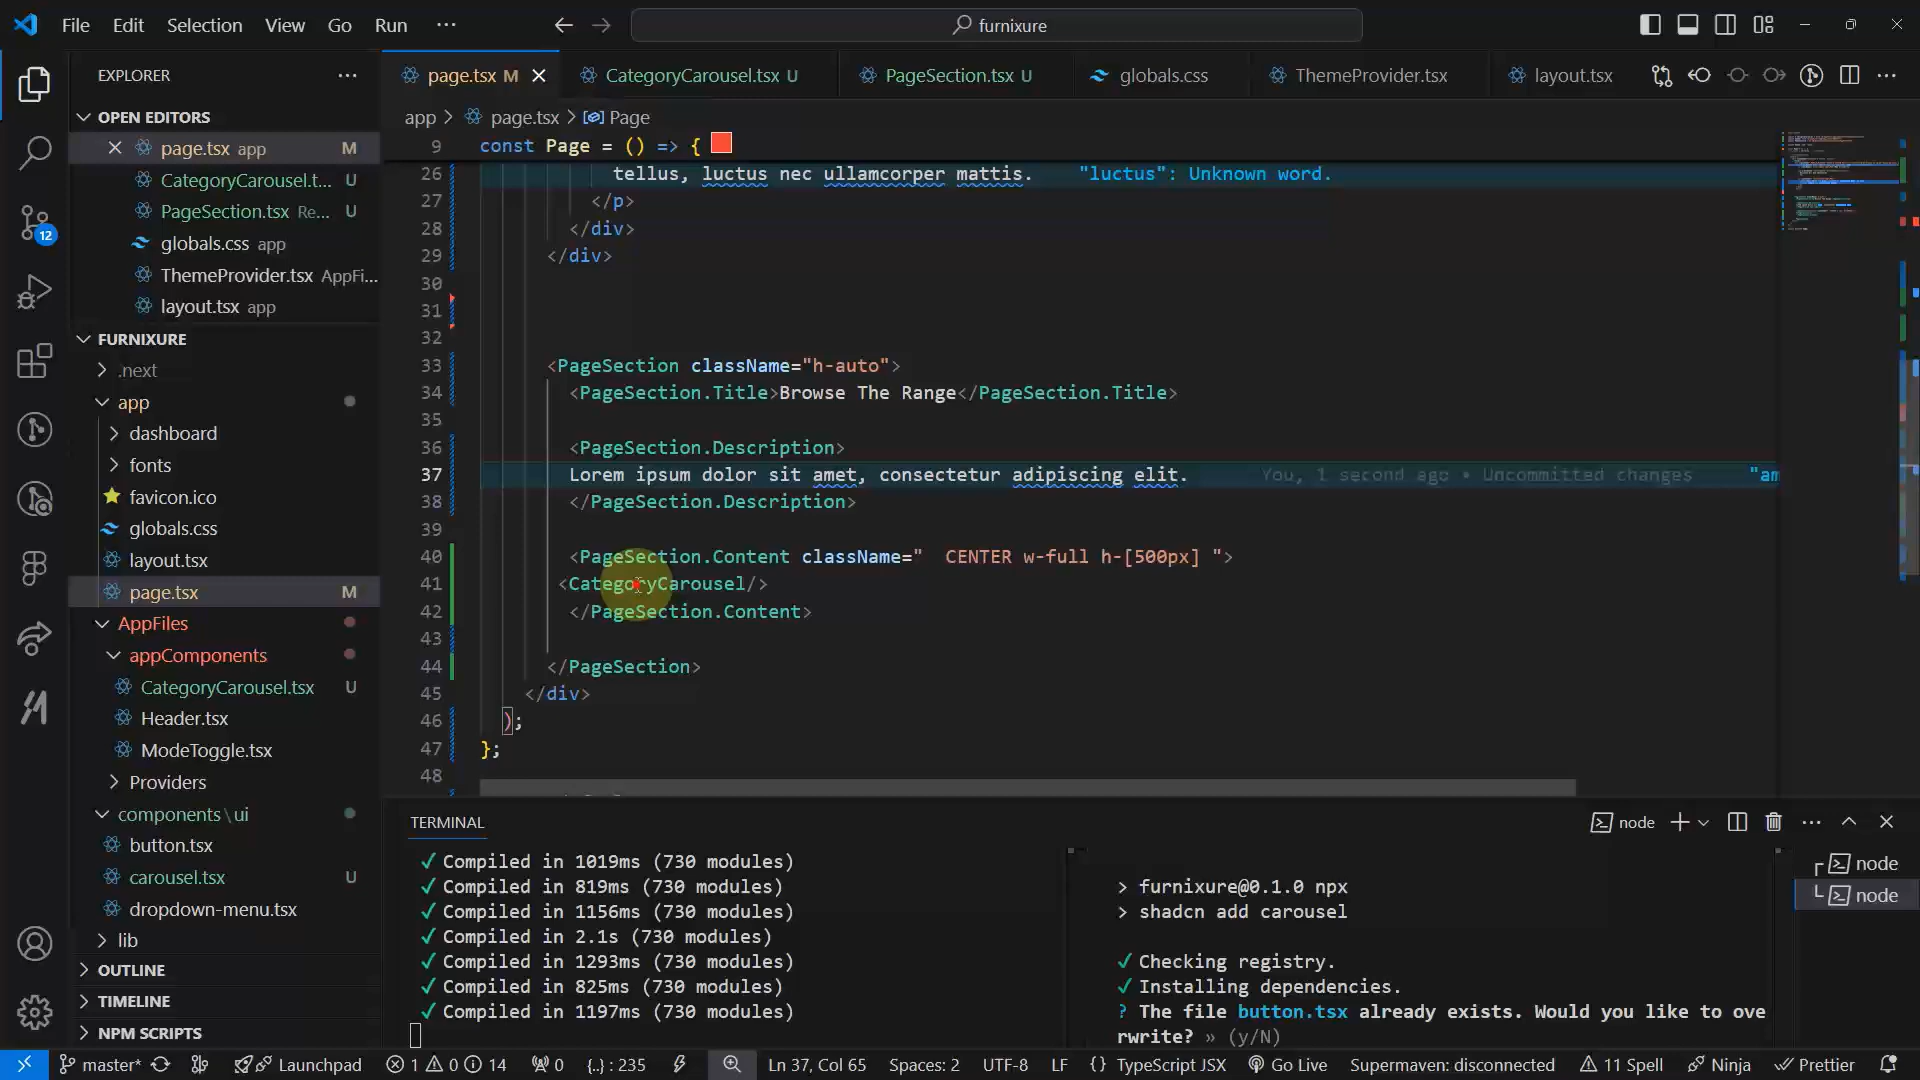 File Edit Selection View Go Run ···
furnixure
EXPLORER
OPEN EDITORS
page.tsx app M
CategoryCarousel.t... U
PageSection.tsx Re... U
globals.css app
ThemeProvider.tsx AppFi...
layout.tsx app
FURNIXURE
.next
app
dashboard
fonts
favicon.ico
globals.css
layout.tsx
page.tsx M
AppFiles
appComponents
CategoryCarousel.tsx U
Header.tsx
ModeToggle.tsx
Providers
components\ui
button.tsx
carousel.tsx U
dropdown-menu.tsx
lib
OUTLINE
TIMELINE
NPM SCRIPTS
page.tsx M CategoryCarousel.tsx U PageSection.tsx U globals.css ThemeProvider.tsx layout.tsx
app > page.tsx > Page
9 const Page = () => {
26 tellus, luctus nec ullamcorper mattis. "luctus": Unknown word.
27 </p>
28 </div>
29 </div>
30
31
32
33 <PageSection className="h-auto">
34 <PageSection.Title>Browse The Range</PageSection.Title>
35
36 <PageSection.Description>
37 Lorem ipsum dolor sit amet, consectetur adipiscing elit. You, 1 second ago • Uncommitted changes "am
38 </PageSection.Description>
39
40 <PageSection.Content className="  CENTER w-full h-[500px] ">
41 <CategoryCarousel/>
42 </PageSection.Content>
43
44 </PageSection>
45 </div>
46 );
47 };
48
TERMINAL
node
✓ Compiled in 1019ms (730 modules)
✓ Compiled in 819ms (730 modules)
✓ Compiled in 1156ms (730 modules)
✓ Compiled in 2.1s (730 modules)
✓ Compiled in 1293ms (730 modules)
✓ Compiled in 825ms (730 modules)
✓ Compiled in 1197ms (730 modules)
> furnixure@0.1.0 npx
> shadcn add carousel
✓ Checking registry.
✓ Installing dependencies.
? The file button.tsx already exists. Would you like to ove
rwrite? » (y/N)
node
node
12
master* Launchpad 1 0 14 0 {..} : 235 Ln 37, Col 65 Spaces: 2 UTF-8 LF {} TypeScript JSX Go Live Supermaven: disconnected 11 Spell Ninja Prettier